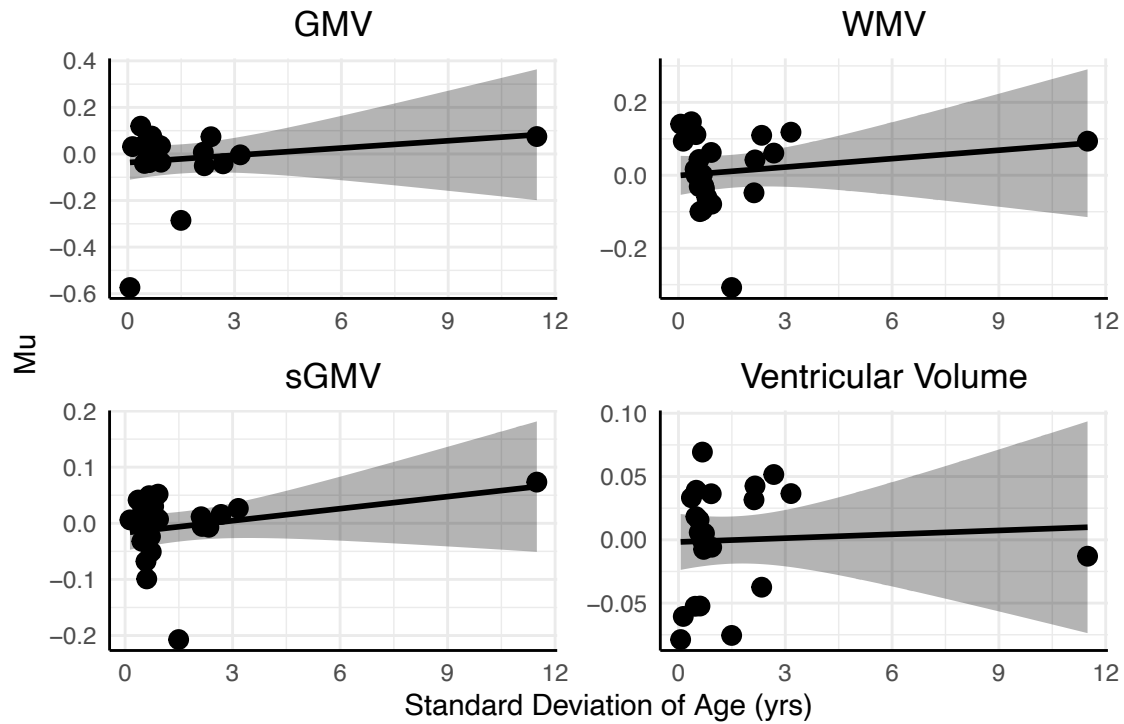 GMV
WMV
0.4
0.2
0.0
−0.2
−0.4
−0.6
0.2
0.0
−0.2
0 3 6 9 12
0 3 6 9 12
Mu
sGMV
Ventricular Volume
0.2
0.1
0.0
−0.1
−0.2
0.10
0.05
0.00
−0.05
0 3 6 9 12
0 3 6 9 12
Standard Deviation of Age (yrs)